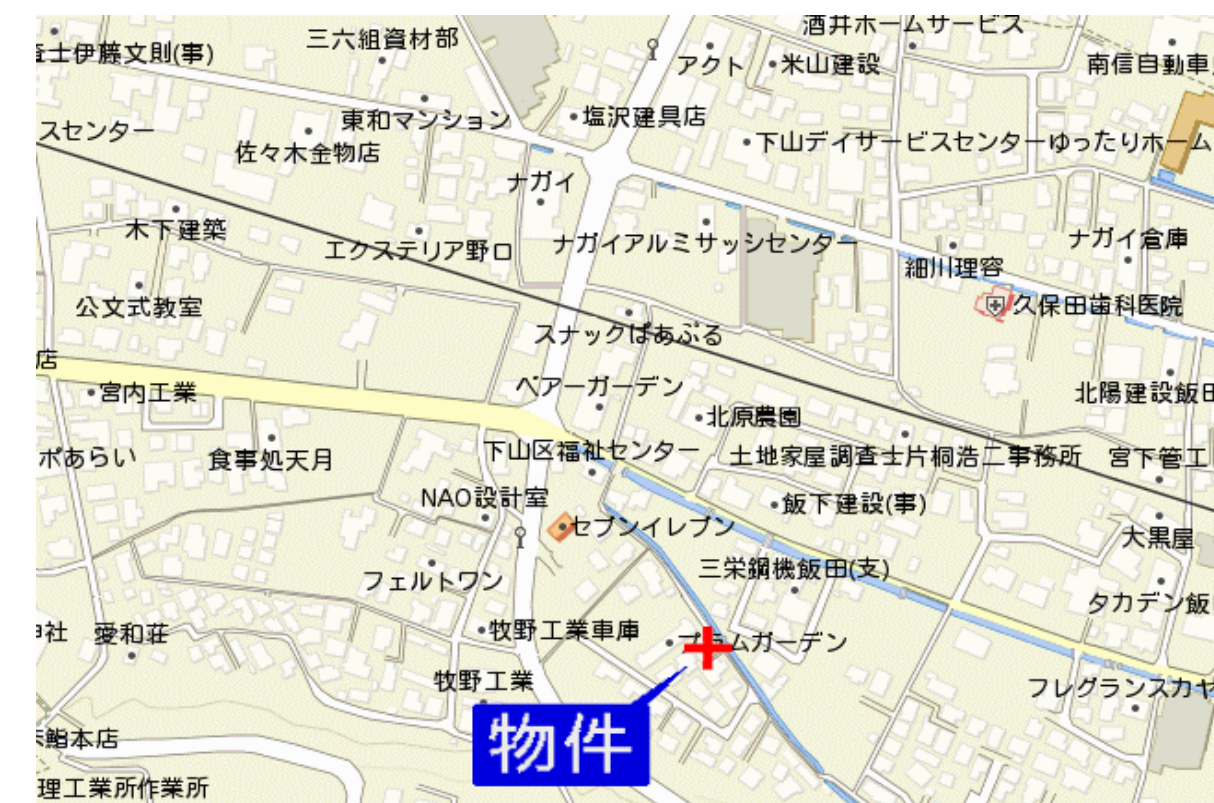 酒井ホームサービス
三六組資材部
士伊藤文則(事)
アクト
米山建設
南信自動車
東和マンション
塩沢建具店
スセンター
佐々木金物店
下山デイサービスセンターゆったりホーム
ナガイ
木下建築
エクステリア野口
ナガイアルミサッシセンター
ナガイ倉庫
細川理容
公文式教室
久保田歯科医院
スナックぱあぷる
店
宮内工業
ベアーガーデン
北陽建設飯田
北原農園
ポあらい
食事処天月
下山区福祉センター
土地家屋調査士片桐浩二事務所
宮下管工
NAO設計室
飯下建設(事)
セブンイレブン
大黒屋
フェルトワン
三栄鋼機飯田(支)
タカデン飯
社
愛和荘
牧野工業車庫
プラムガーデン
牧野工業
フレグランスカヤ
物件
鮨本店
理工業所作業所